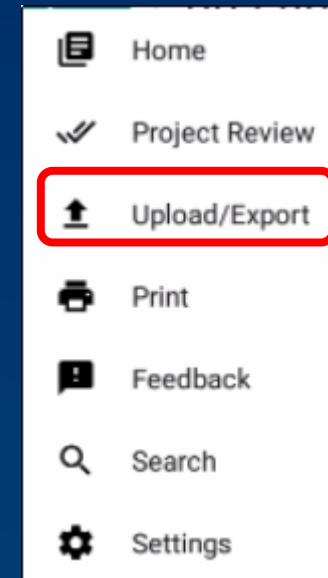 Home
Project Review
Upload/Export
Print
Feedback
Search
Settings